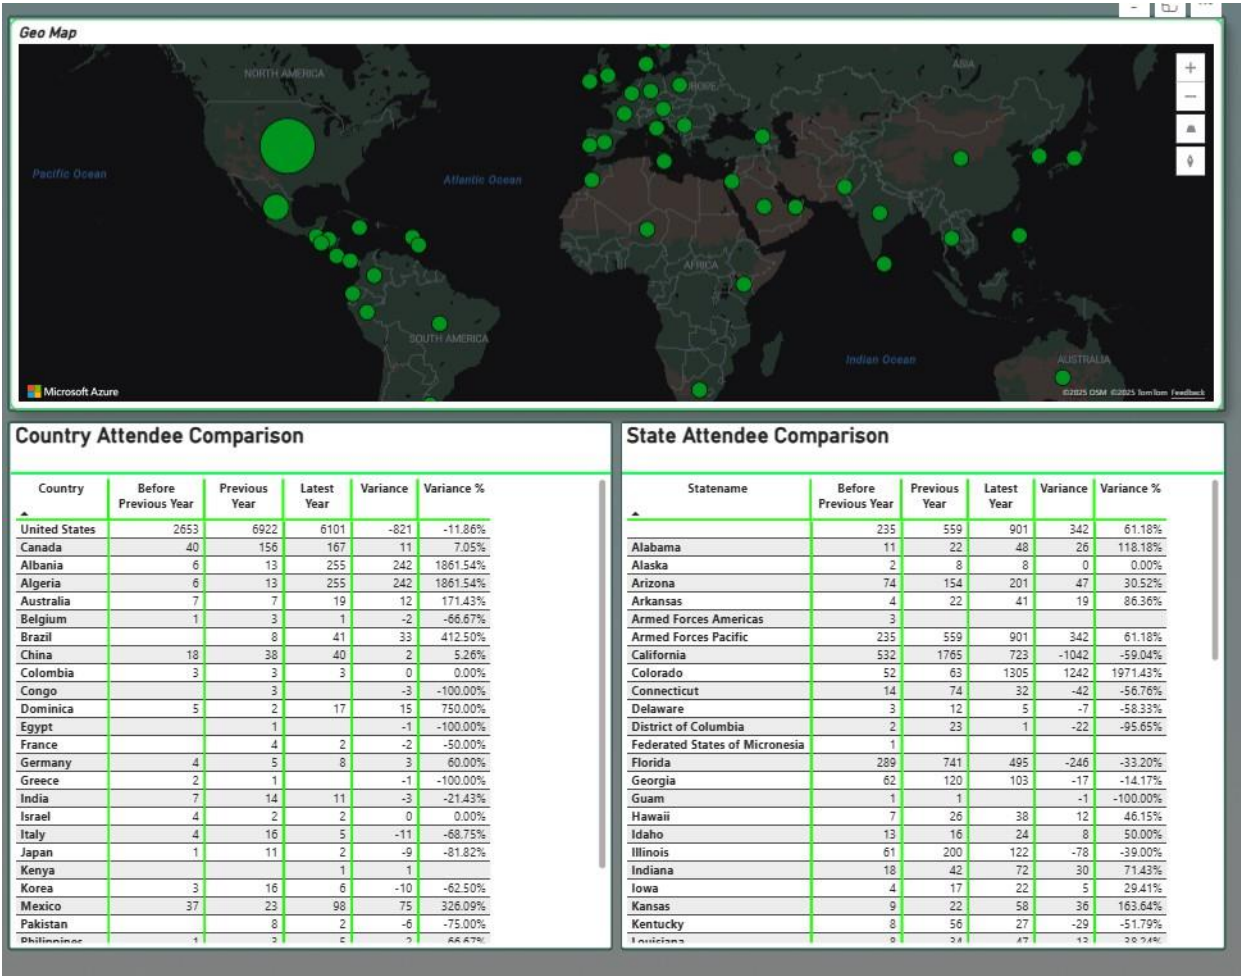 Geo Map
NORTH AMERICA
ASIA
EUROPE
Pacific Ocean
Atlantic Ocean
AFRICA
SOUTH AMERICA
Indian Ocean
AUSTRALIA
Microsoft Azure
©2025 OSM ©2025 TomTom Feedback
Country Attendee Comparison
Country Before Previous Year Previous Year Latest Year Variance Variance %
United States 2653 6922 6101 -821 -11.86%
Canada 40 156 167 11 7.05%
Albania 6 13 255 242 1861.54%
Algeria 6 13 255 242 1861.54%
Australia 7 7 19 12 171.43%
Belgium 1 3 1 -2 -66.67%
Brazil 8 41 33 412.50%
China 18 38 40 2 5.26%
Colombia 3 3 3 0 0.00%
Congo 3 -3 -100.00%
Dominica 5 2 17 15 750.00%
Egypt 1 -1 -100.00%
France 4 2 -2 -50.00%
Germany 4 5 8 3 60.00%
Greece 2 1 -1 -100.00%
India 7 14 11 -3 -21.43%
Israel 4 2 2 0 0.00%
Italy 4 16 5 -11 -68.75%
Japan 1 11 2 -9 -81.82%
Kenya 1 1
Korea 3 16 6 -10 -62.50%
Mexico 37 23 98 75 326.09%
Pakistan 8 2 -6 -75.00%
Philippines 1 3 5 2 66.67%
State Attendee Comparison
Statename Before Previous Year Previous Year Latest Year Variance Variance %
235 559 901 342 61.18%
Alabama 11 22 48 26 118.18%
Alaska 2 8 8 0 0.00%
Arizona 74 154 201 47 30.52%
Arkansas 4 22 41 19 86.36%
Armed Forces Americas 3
Armed Forces Pacific 235 559 901 342 61.18%
California 532 1765 723 -1042 -59.04%
Colorado 52 63 1305 1242 1971.43%
Connecticut 14 74 32 -42 -56.76%
Delaware 3 12 5 -7 -58.33%
District of Columbia 2 23 1 -22 -95.65%
Federated States of Micronesia 1
Florida 289 741 495 -246 -33.20%
Georgia 62 120 103 -17 -14.17%
Guam 1 1 -1 -100.00%
Hawaii 7 26 38 12 46.15%
Idaho 13 16 24 8 50.00%
Illinois 61 200 122 -78 -39.00%
Indiana 18 42 72 30 71.43%
Iowa 4 17 22 5 29.41%
Kansas 9 22 58 36 163.64%
Kentucky 8 56 27 -29 -51.79%
Louisiana 34 47 13 38.24%